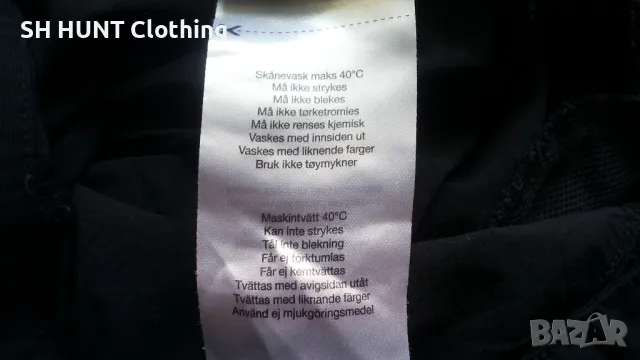 SH HUNT Clothing
Skånevask maks 40°C
Må ikke strykes
Må ikke blekes
Må ikke tørketromles
Må ikke renses kjemisk
Vaskes med innsiden ut
Vaskes med liknende farger
Bruk ikke tøymykner
Maskintvätt 40°C
Kan inte strykes
Tål inte blekning
Får ej torktumlas
Får ej kemtvättas
Tvättas med avigsidan utåt
Tvättas med liknande färger
Använd ej mjukgöringsmedel
BAZAR